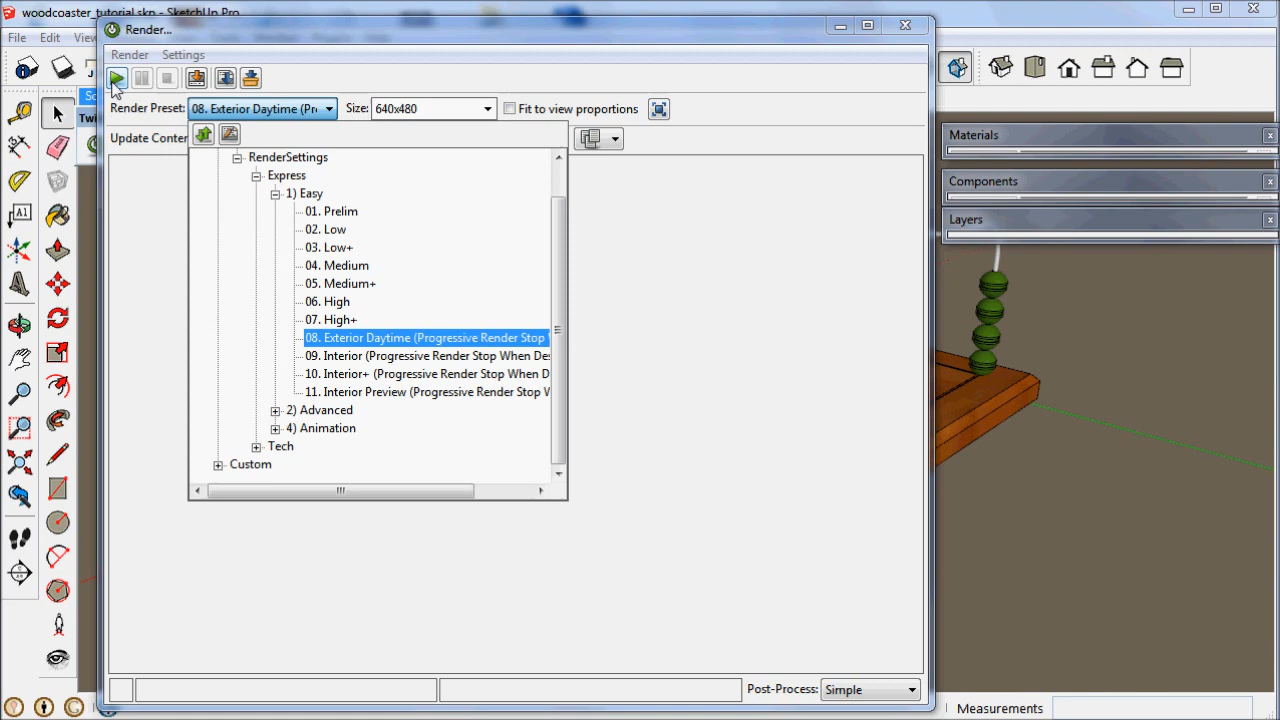 woodcoaster_tutorial.skp - SketchUp Pro
Render...
File Edit View
Render Settings
Render Preset: 08. Exterior Daytime (Pr Size: 640x480 Fit to view proportions
Update
RenderSettings
Express
1) Easy
01. Prelim
02. Low
03. Low+
04. Medium
05. Medium+
06. High
07. High+
08. Exterior Daytime (Progressive Render Stop
09. Interior (Progressive Render Stop When Des
10. Interior+ (Progressive Render Stop When D
11. Interior Preview (Progressive Render Stop W
2) Advanced
4) Animation
Tech
Custom
Materials
Components
Layers
A1
Post-Process: Simple
Measurements